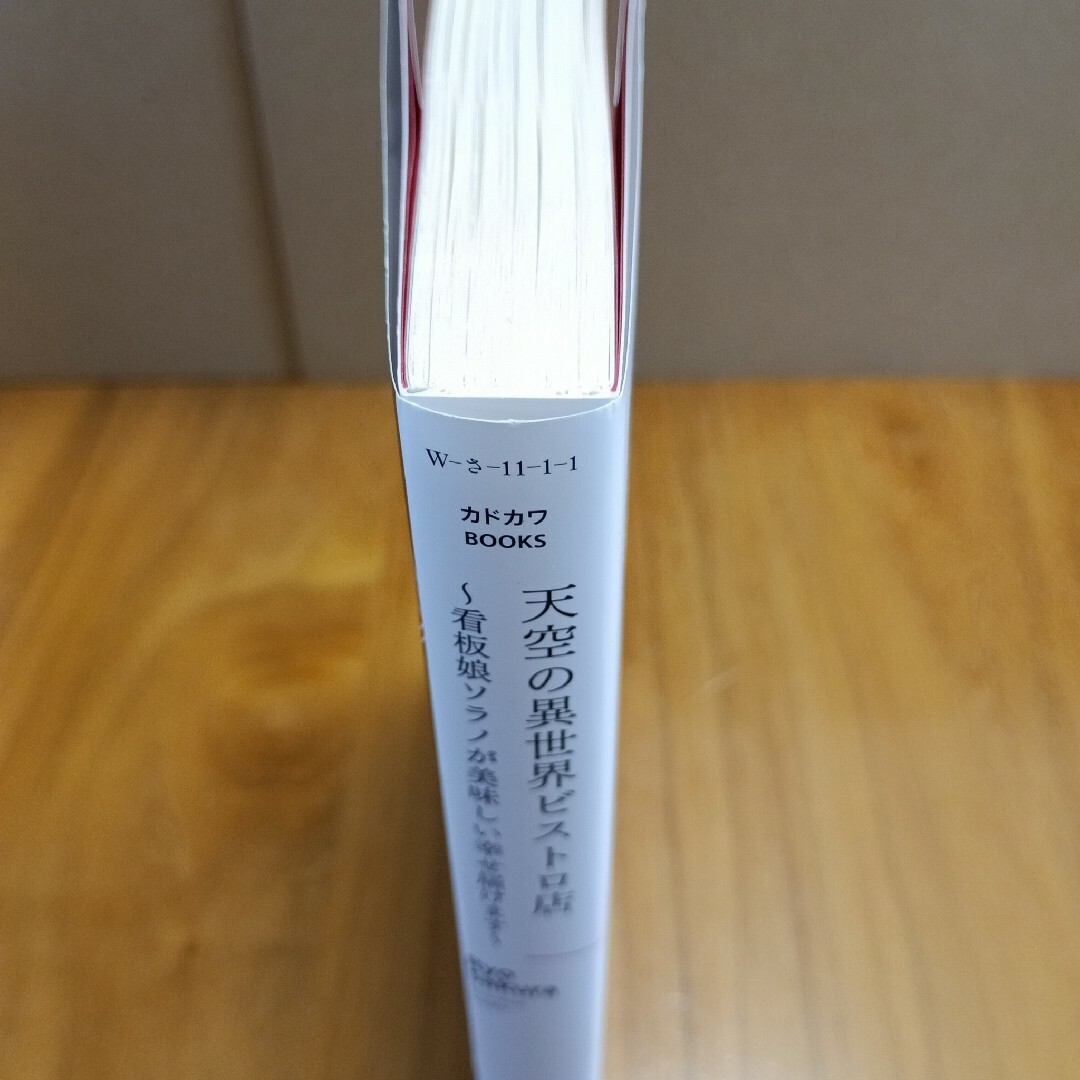 W-さ-11-1-1
カドカワ
BOOKS
天空の異世界ビストロ店
～看板娘ソラノが美味しい幸せ届けます～